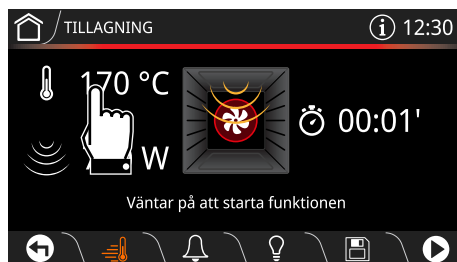 TILLAGNING
12:30
170 °C
00:01'
W
Väntar på att starta funktionen